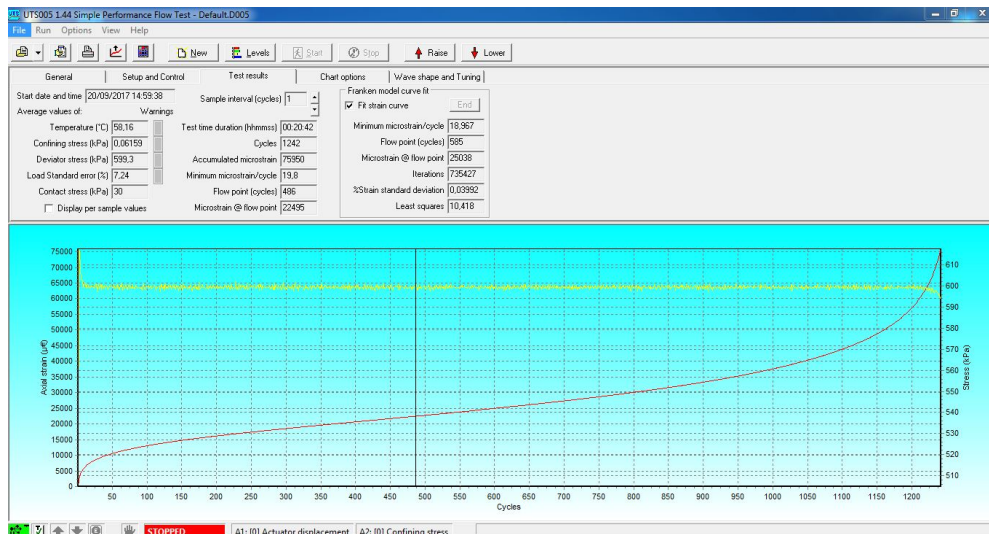 UTS005 1.44 Simple Performance Flow Test - Default.D005
File Run Options View Help
New Levels Start Stop Raise Lower
General Setup and Control Test results Chart options Wave shape and Tuning
Start date and time 20/09/2017 14:59:38
Average values of: Warnings
Temperature (°C) 58,16
Confining stress (kPa) 0,06159
Deviator stress (kPa) 599,3
Load Standard error (%) 7,24
Contact stress (kPa) 30
Display per sample values
Sample interval (cycles) 1
Test time duration (hhmmss) 00:20:42
Cycles 1242
Accumulated microstrain 75950
Minimum microstrain/cycle 19,8
Flow point (cycles) 486
Microstrain @ flow point 22495
Franken model curve fit
Fit strain curve End
Minimum microstrain/cycle 18,967
Flow point (cycles) 585
Microstrain @ flow point 25038
Iterations 735427
%Strain standard deviation 0,03992
Least squares 10,418
Axial strain (µε)
75000
70000
65000
60000
55000
50000
45000
40000
35000
30000
25000
20000
15000
10000
5000
0
50 100 150 200 250 300 350 400 450 500 550 600 650 700 750 800 850 900 950 1000 1050 1100 1150 1200
Cycles
610
600
590
580
570
560
550
540
530
520
510
Stress (kPa)
STOPPED A1: [0] Actuator displacement A2: [0] Confining stress